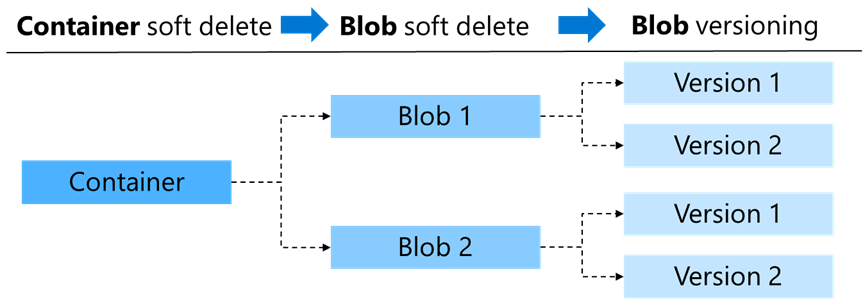 Container soft delete
Blob soft delete
Blob versioning
Container
Blob 1
Version 1
Version 2
Blob 2
Version 1
Version 2